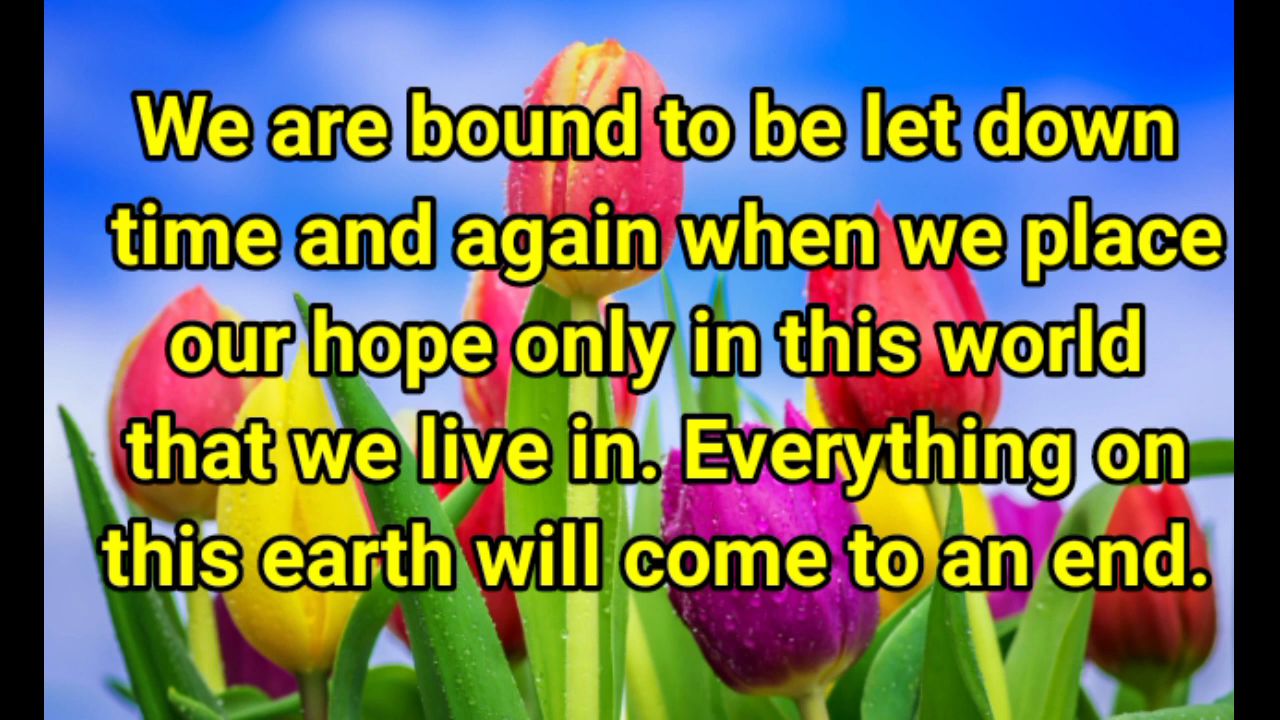 We are bound to be let down
time and again when we place
our hope only in this world
that we live in. Everything on
this earth will come to an end.